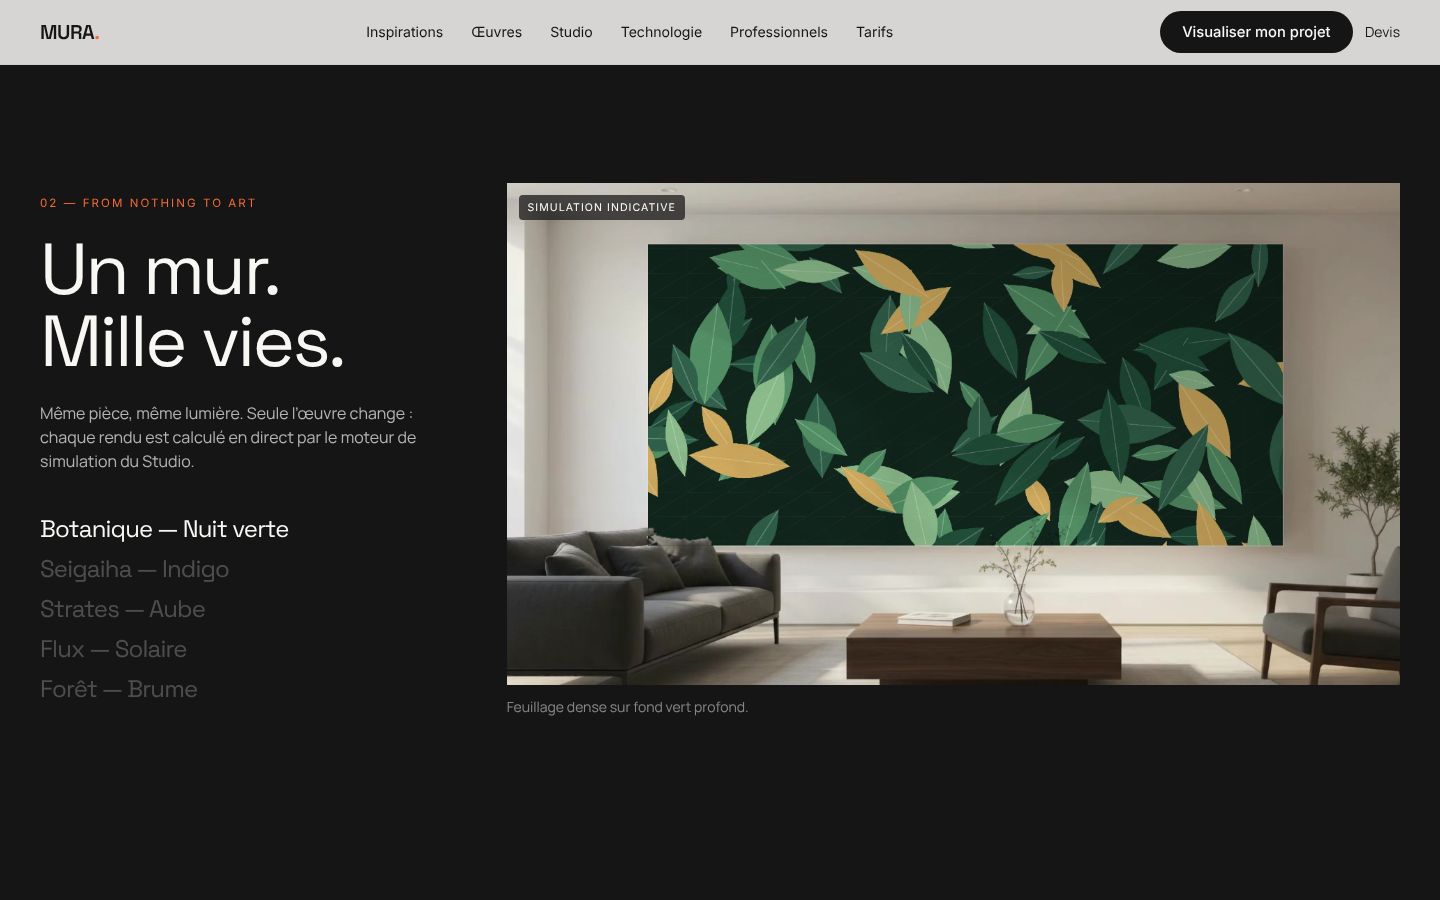 MURA.
Inspirations
Œuvres
Studio
Technologie
Professionnels
Tarifs
Visualiser mon projet
Devis
02 — FROM NOTHING TO ART
Un mur.
Mille vies.
Même pièce, même lumière. Seule l'œuvre change :
chaque rendu est calculé en direct par le moteur de
simulation du Studio.
Botanique — Nuit verte
Seigaiha — Indigo
Strates — Aube
Flux — Solaire
Forêt — Brume
SIMULATION INDICATIVE
Feuillage dense sur fond vert profond.